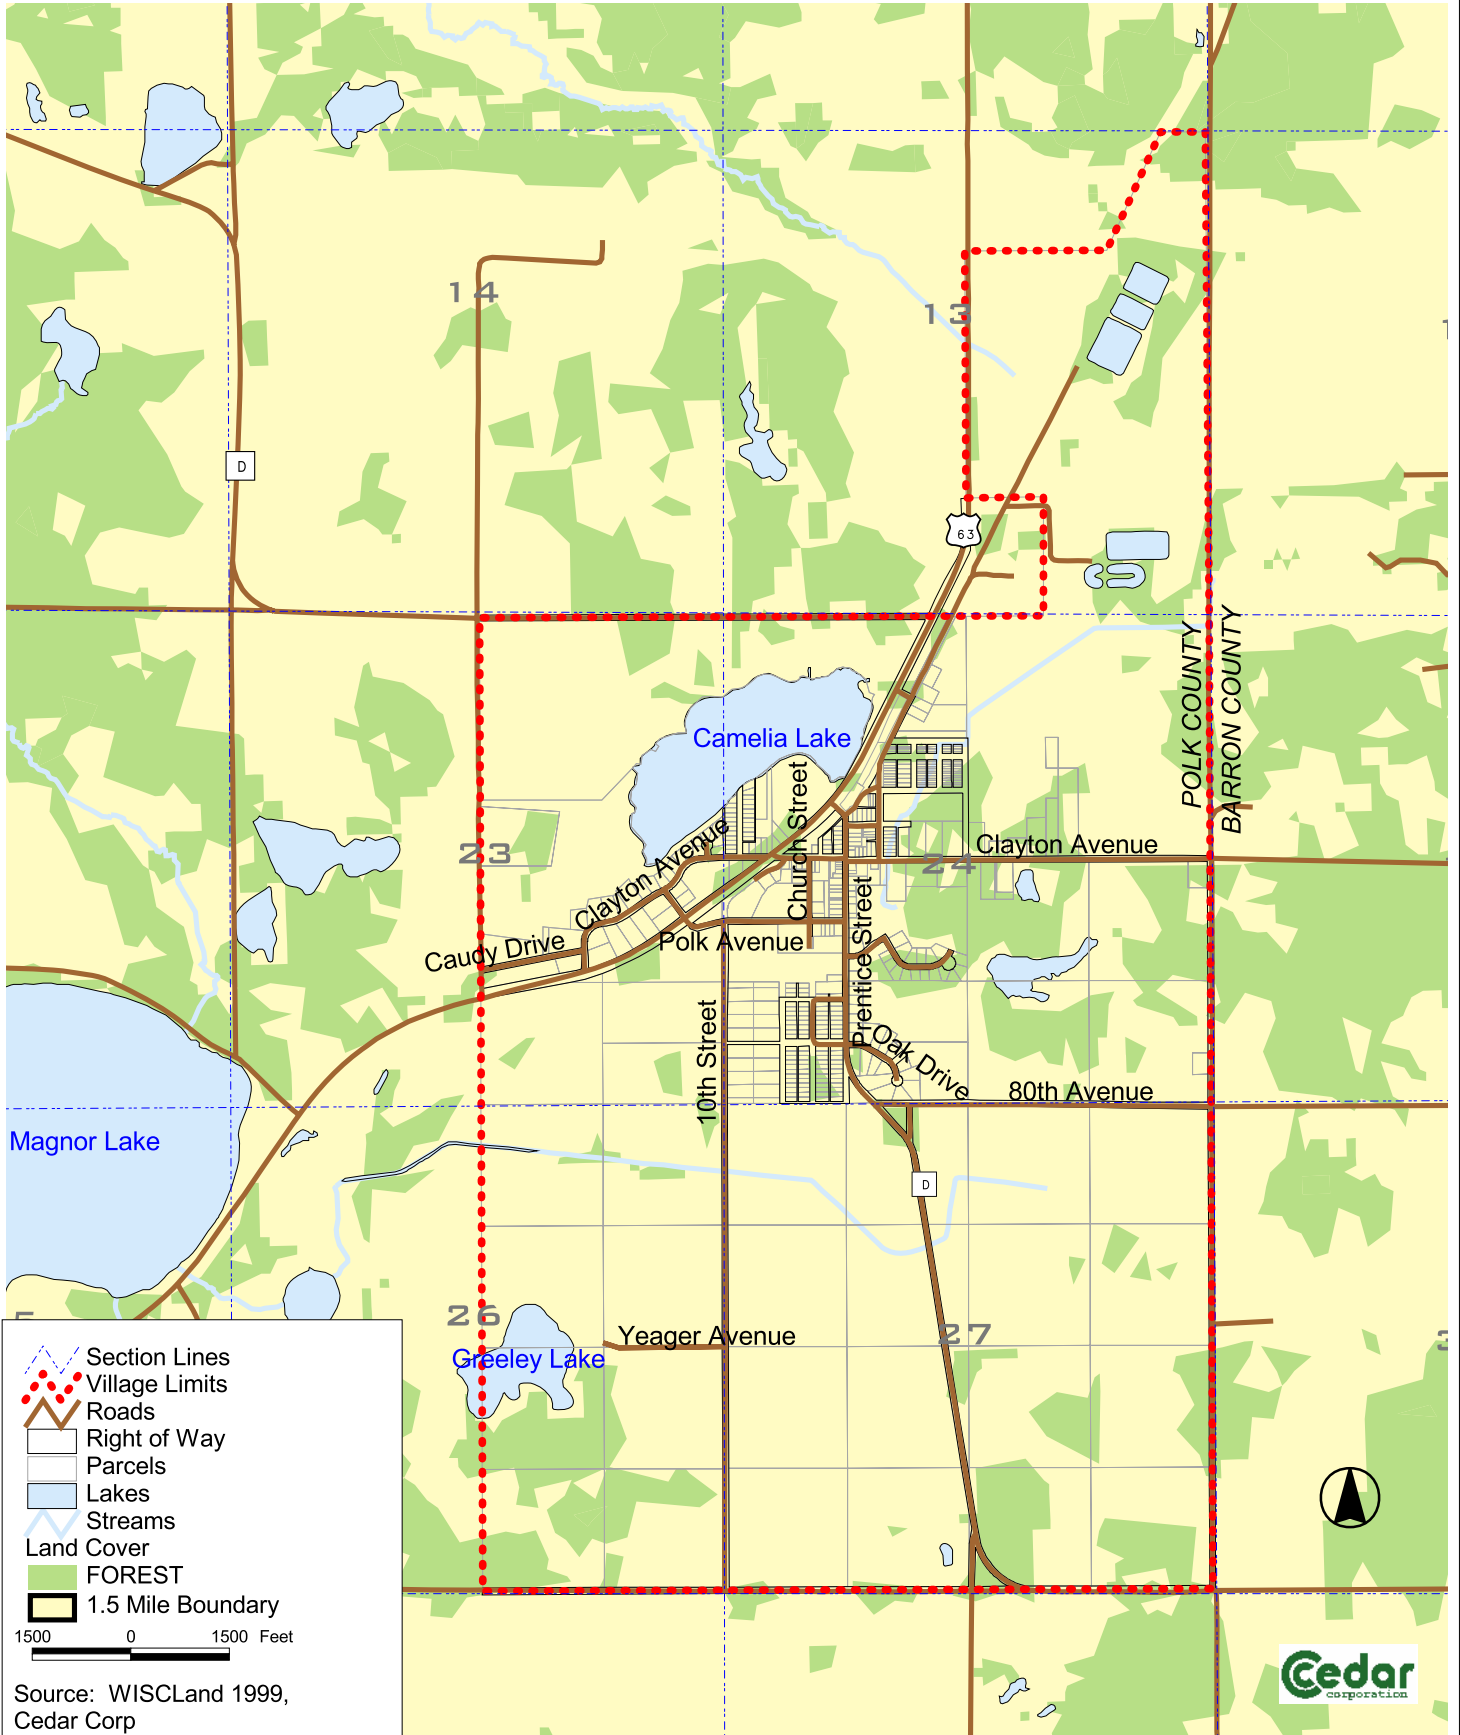 14
13
1
D
63
POLK COUNTY
BARRON COUNTY
Camelia Lake
Church Street
Clayton Avenue
23
Clayton Avenue
24
Caudy Drive
Polk Avenue
Prentice Street
10th Street
Oak Drive
80th Avenue
Magnor Lake
D
26
Yeager Avenue
27
Greeley Lake
Section Lines
Village Limits
Roads
Right of Way
Parcels
Lakes
Streams
Land Cover
FOREST
1.5 Mile Boundary
1500 0 1500 Feet
Source: WISCLand 1999,
Cedar Corp
Cedar
corporation